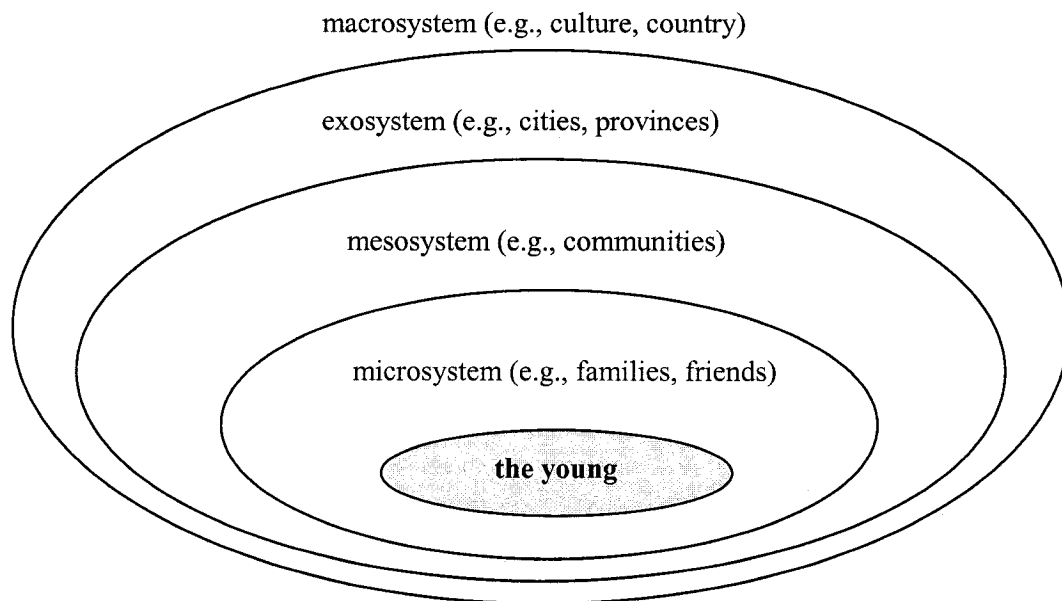 macrosystem (e.g., culture, country)
exosystem (e.g., cities, provinces)
mesosystem (e.g., communities)
microsystem (e.g., families, friends)
the young